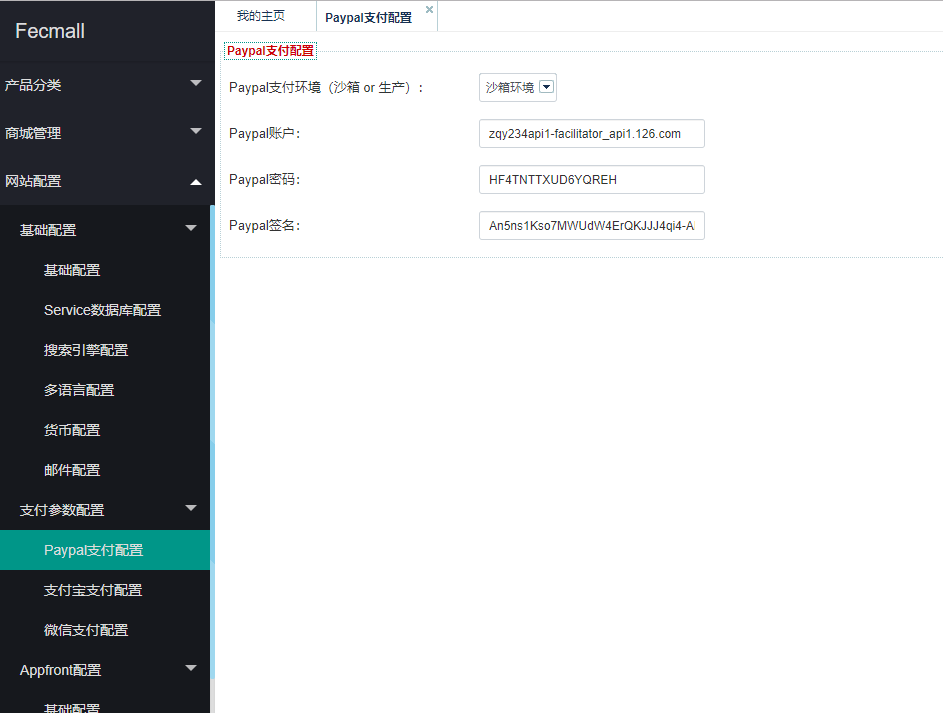 Fecmall
产品分类
商城管理
网站配置
基础配置
基础配置
Service数据库配置
搜索引擎配置
多语言配置
货币配置
邮件配置
支付参数配置
Paypal支付配置
支付宝支付配置
微信支付配置
Appfront配置
基础配置
我的主页
Paypal支付配置
Paypal支付配置
Paypal支付环境（沙箱 or 生产）： 沙箱环境
Paypal账户： zqy234api1-facilitator_api1.126.com
Paypal密码： HF4TNTTXUD6YQREH
Paypal签名： An5ns1Kso7MWUdW4ErQKJJJ4qi4-A